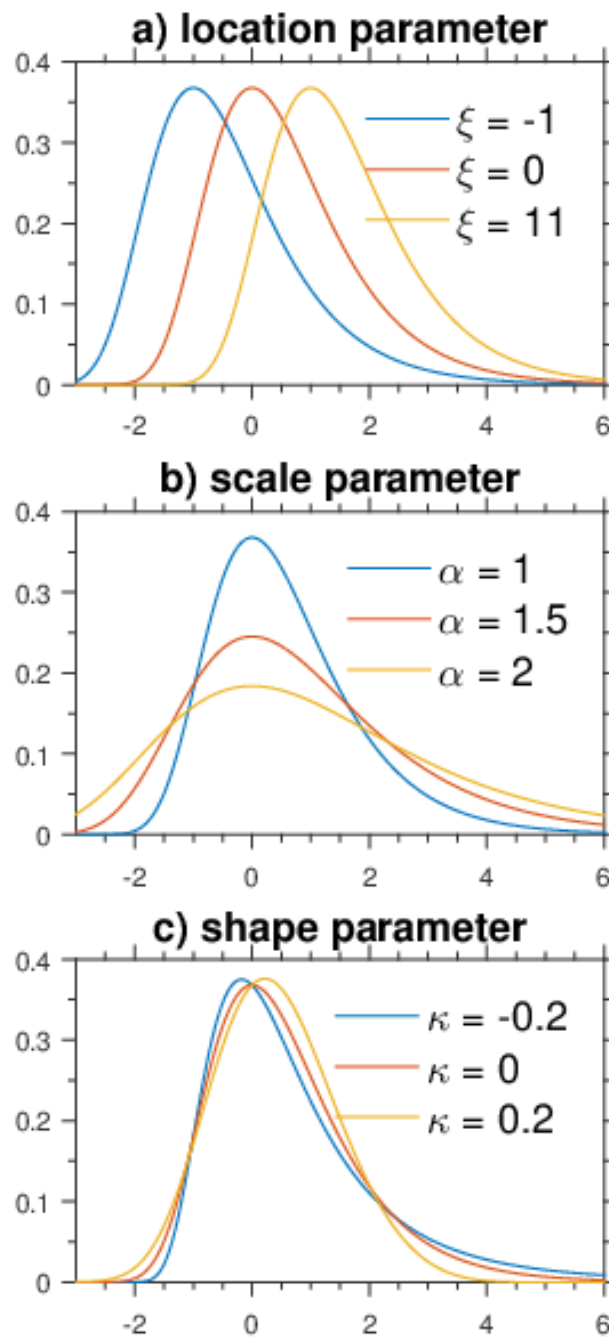 a) location parameter
0.4
0.3
0.2
0.1
0
ξ = -1
ξ = 0
ξ = 11
-2 0 2 4 6
b) scale parameter
0.4
0.3
0.2
0.1
0
α = 1
α = 1.5
α = 2
-2 0 2 4 6
c) shape parameter
0.4
0.3
0.2
0.1
0
κ = -0.2
κ = 0
κ = 0.2
-2 0 2 4 6